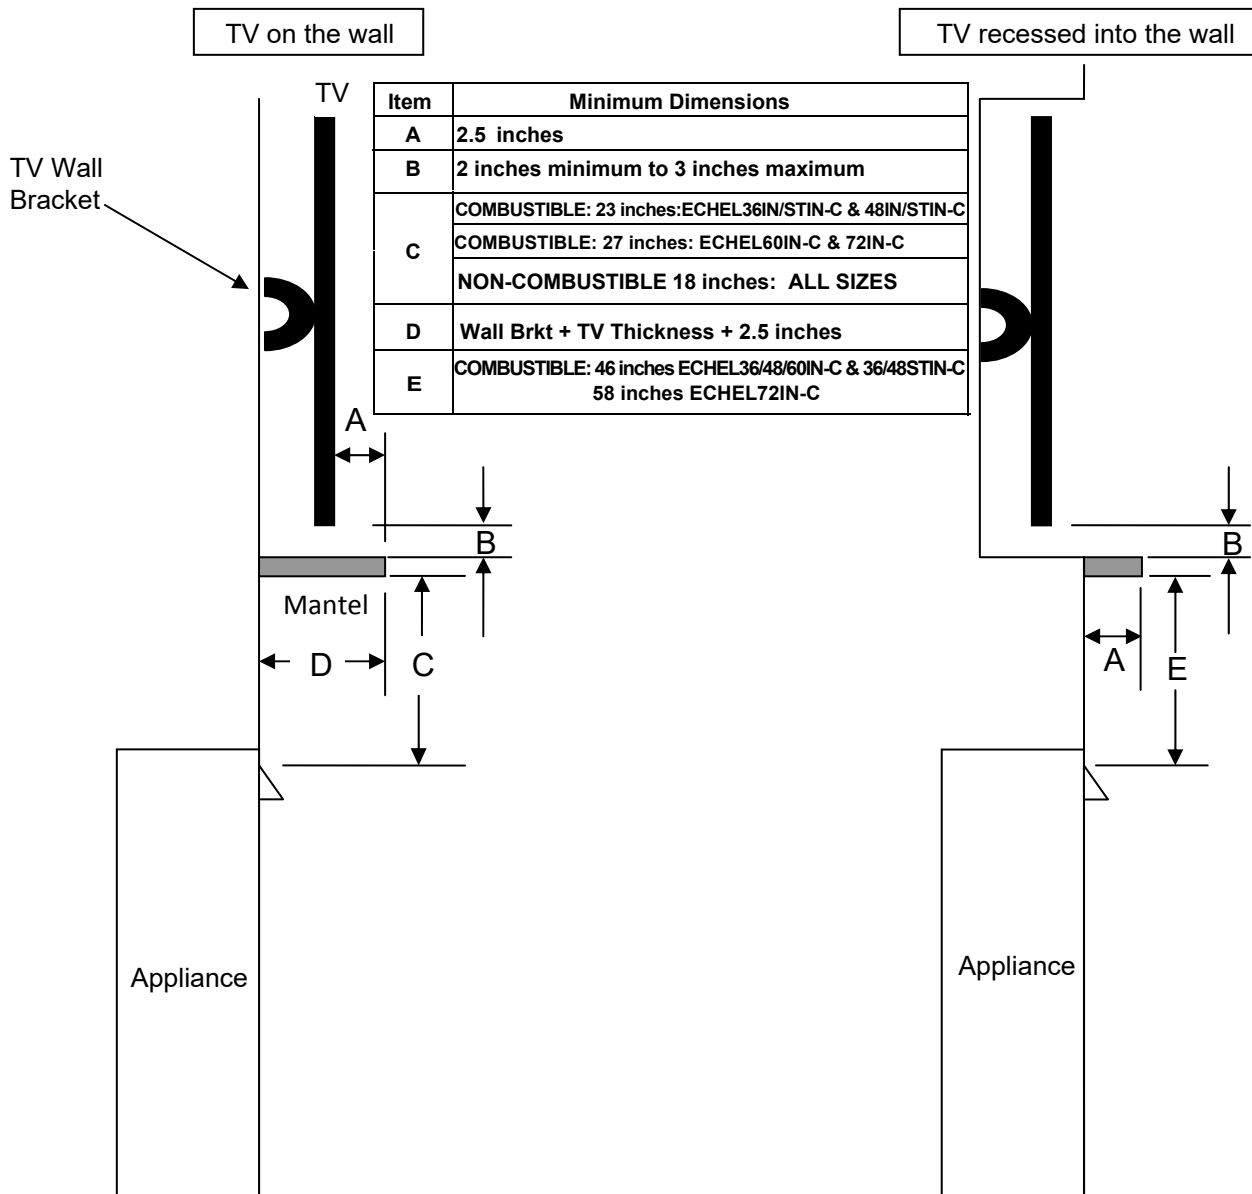 TV on the wall
TV recessed into the wall
TV
TV Wall
Bracket
Item Minimum Dimensions
A 2.5 inches
B 2 inches minimum to 3 inches maximum
C
COMBUSTIBLE: 23 inches:ECHEL36IN/STIN-C & 48IN/STIN-C
COMBUSTIBLE: 27 inches: ECHEL60IN-C & 72IN-C
NON-COMBUSTIBLE 18 inches: ALL SIZES
D Wall Brkt + TV Thickness + 2.5 inches
E
COMBUSTIBLE: 46 inches ECHEL36/48/60IN-C & 36/48STIN-C
58 inches ECHEL72IN-C
A
B
Mantel
D
C
B
A
E
Appliance
Appliance